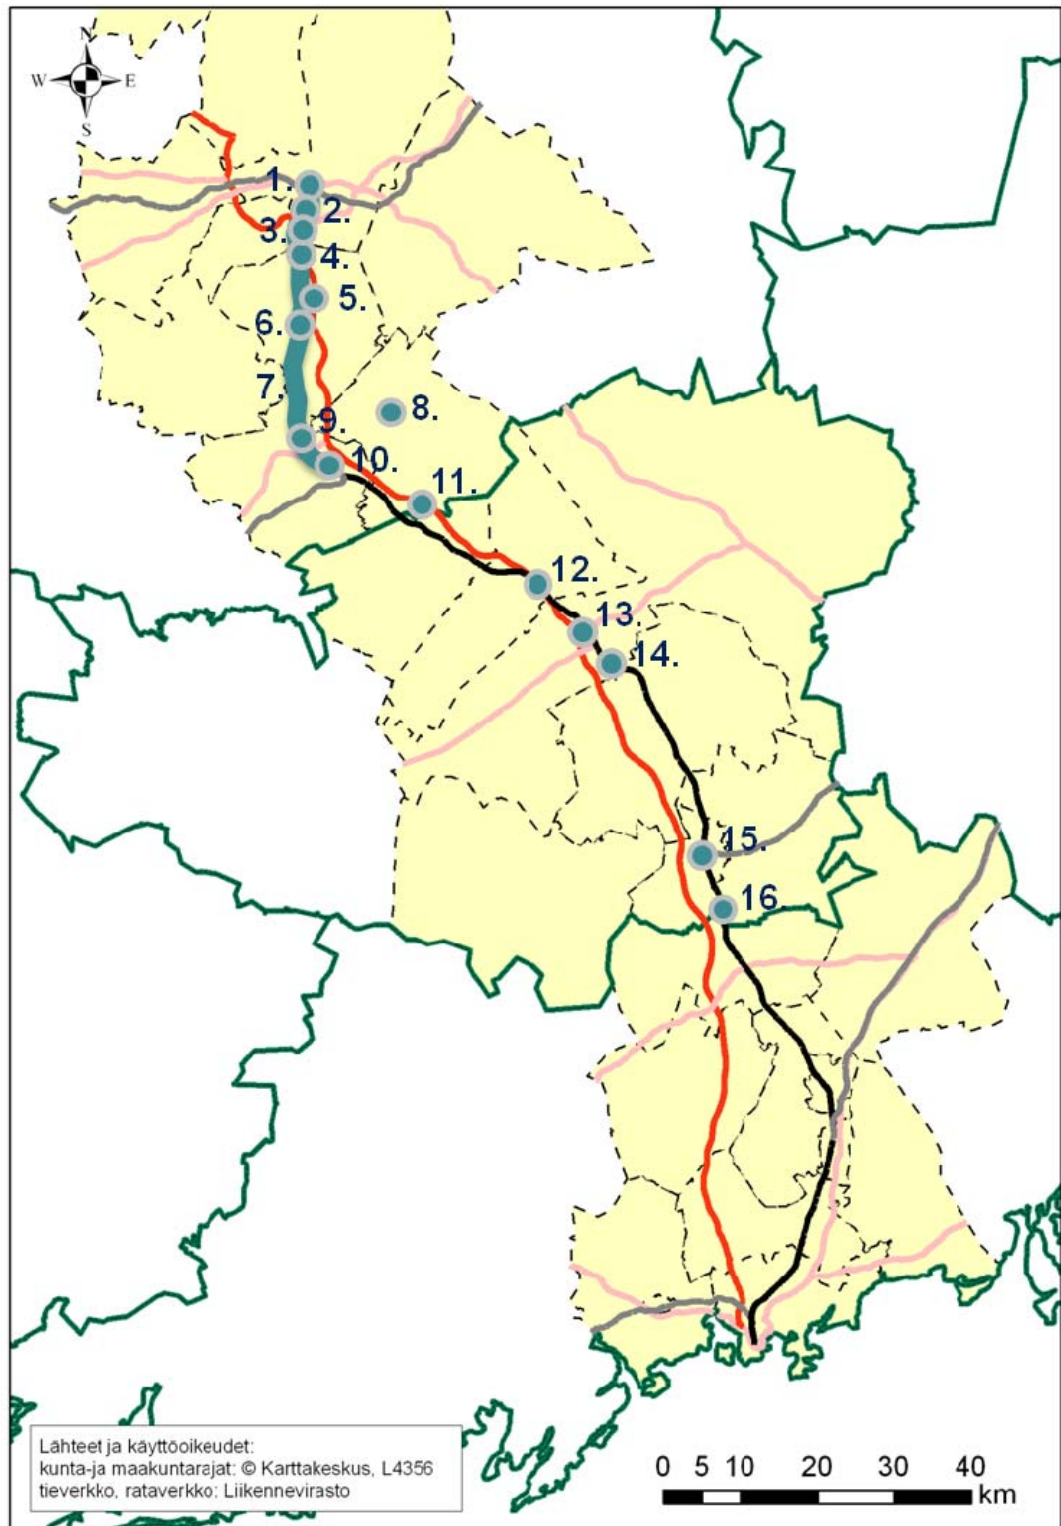 N
W E
S
1.
2.
3.
4.
5.
6.
7.
8.
9.
10.
11.
12.
13.
14.
15.
16.
Lähteet ja käyttöoikeudet:
kunta-ja maakuntarajat: © Karttakeskus, L4356
tieverkko, rataverkko: Liikennevirasto
0 5 10 20 30 40
km